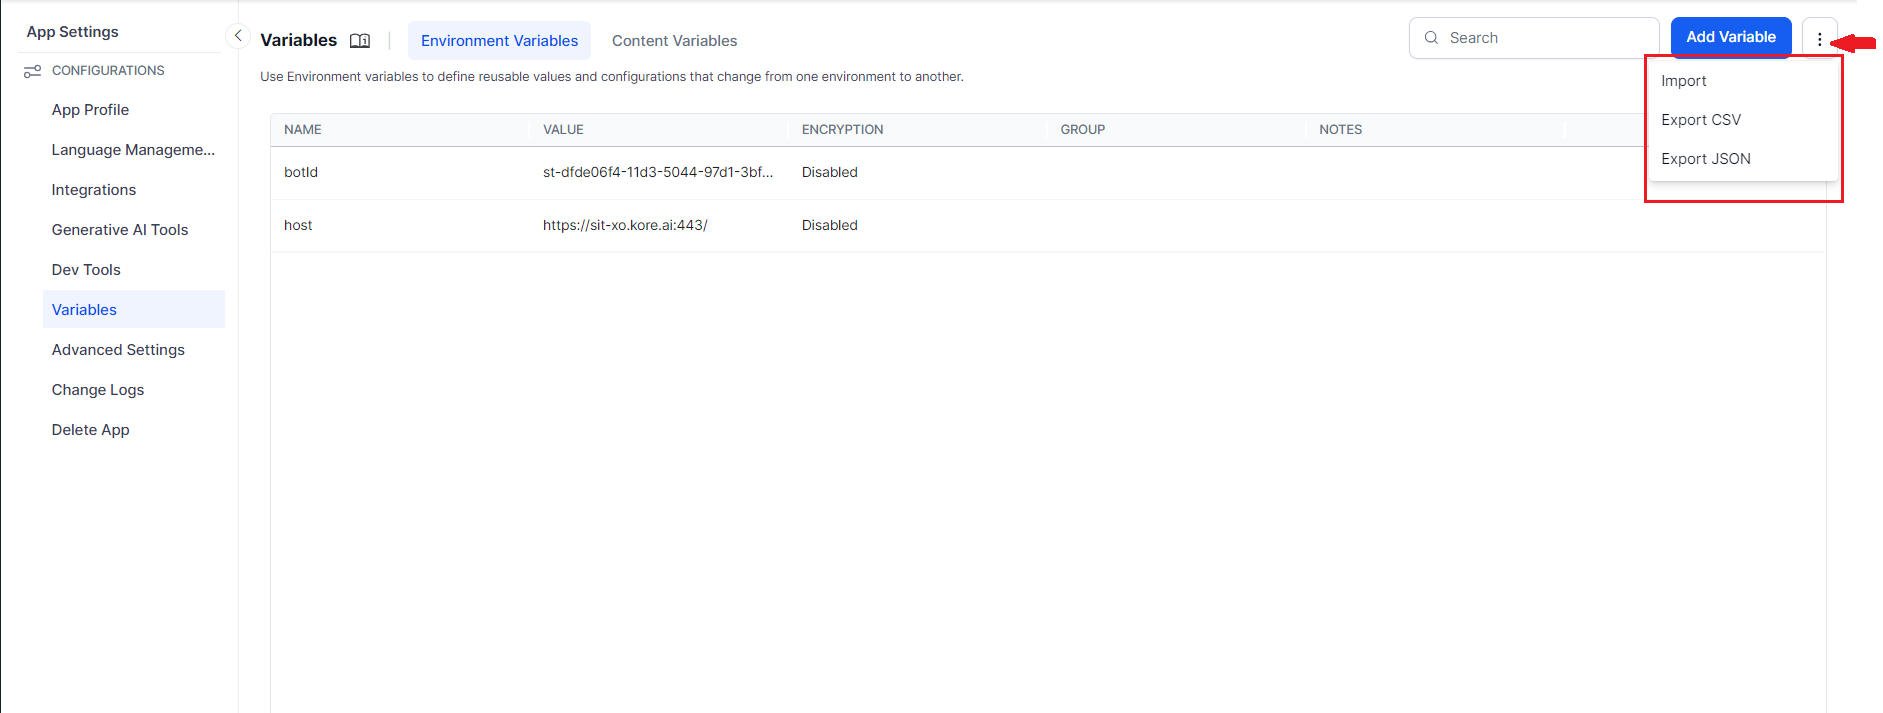 App Settings
CONFIGURATIONS
App Profile
Language Manageme...
Integrations
Generative AI Tools
Dev Tools
Variables
Advanced Settings
Change Logs
Delete App
Variables
Environment Variables
Content Variables
Search
Add Variable
Use Environment variables to define reusable values and configurations that change from one environment to another.
Import
Export CSV
Export JSON
NAME VALUE ENCRYPTION GROUP NOTES
botId st-dfde06f4-11d3-5044-97d1-3bf... Disabled
host https://sit-xo.kore.ai:443/ Disabled